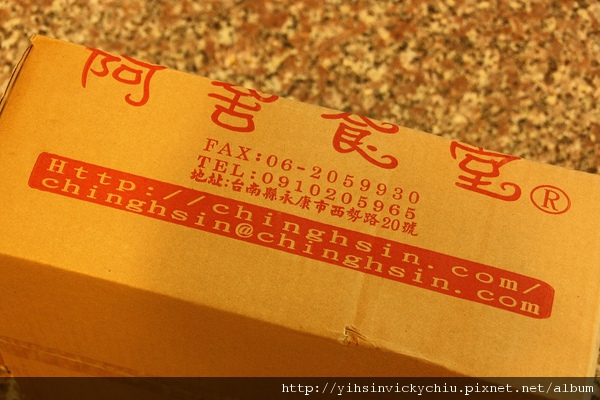 阿舍食堂®
FAX:06-2059930
TEL:0910205965
地址:台南縣永康市西勢路20號
Http://chinghsin.com/
chinghsin@chinghsin.com
http://yihsinvickychiu.pixnet.net/album